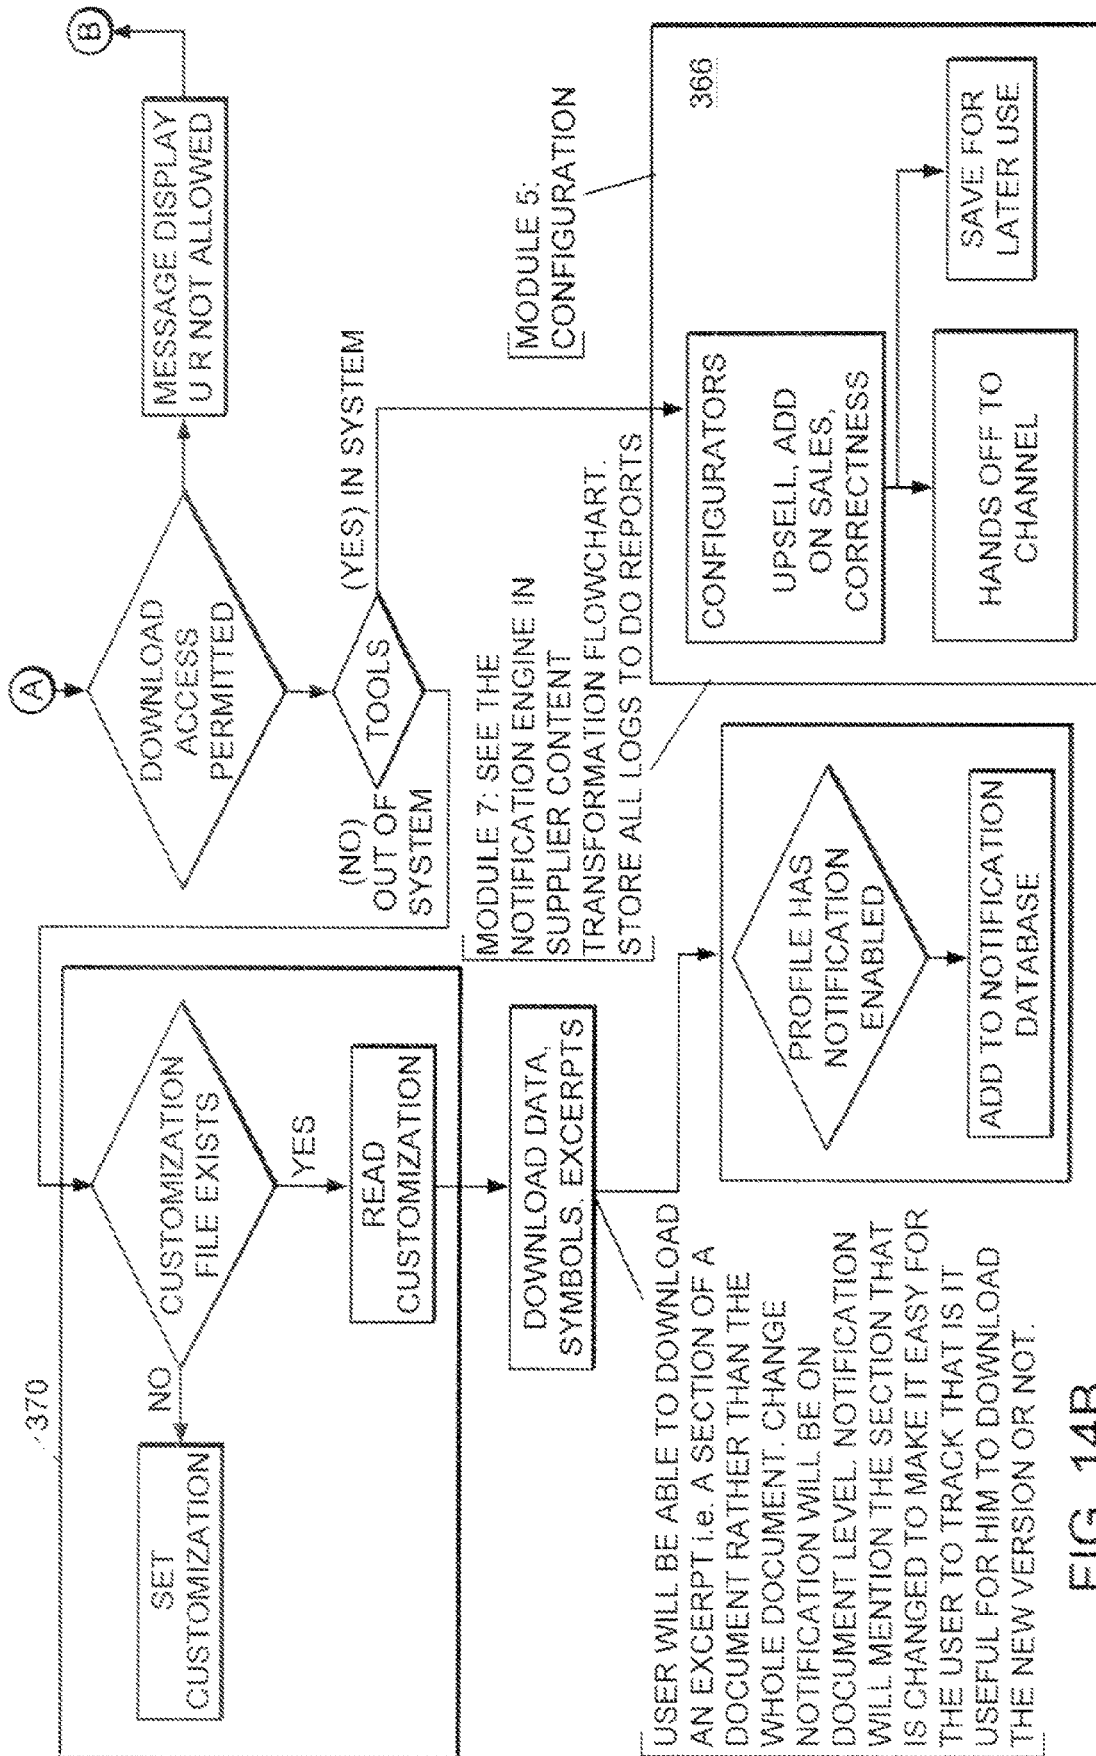 A
DOWNLOAD
ACCESS
PERMITTED
MESSAGE DISPLAY
U R NOT ALLOWED
B
TOOLS
(YES) IN SYSTEM
(NO)
OUT OF
SYSTEM
370
CUSTOMIZATION
FILE EXISTS
NO
SET
CUSTOMIZATION
YES
READ
CUSTOMIZATION
DOWNLOAD DATA,
SYMBOLS. EXCERPTS
MODULE 7: SEE THE
NOTIFICATION ENGINE IN
SUPPLIER CONTENT
TRANSFORMATION FLOWCHART.
STORE ALL LOGS TO DO REPORTS
MODULE 5:
CONFIGURATION
366
CONFIGURATORS
UPSELL, ADD
ON SALES,
CORRECTNESS
HANDS OFF TO
CHANNEL
SAVE FOR
LATER USE
PROFILE HAS
NOTIFICATION
ENABLED
ADD TO NOTIFICATION
DATABASE
USER WILL BE ABLE TO DOWNLOAD
AN EXCERPT i.e. A SECTION OF A
DOCUMENT RATHER THAN THE
WHOLE DOCUMENT. CHANGE
NOTIFICATION WILL BE ON
DOCUMENT LEVEL. NOTIFICATION
WILL MENTION THE SECTION THAT
IS CHANGED TO MAKE IT EASY FOR
THE USER TO TRACK THAT IS IT
USEFUL FOR HIM TO DOWNLOAD
THE NEW VERSION OR NOT.
FIG. 14B